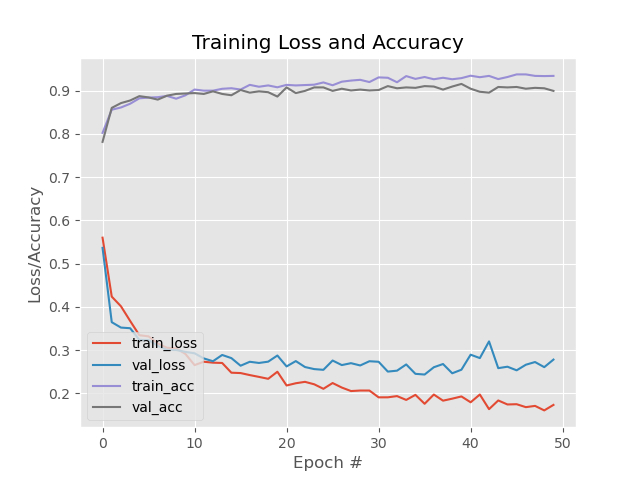 Training Loss and Accuracy
Loss/Accuracy
0.9
0.8
0.7
0.6
0.5
0.4
0.3
0.2
train_loss
val_loss
train_acc
val_acc
0 10 20 30 40 50
Epoch #